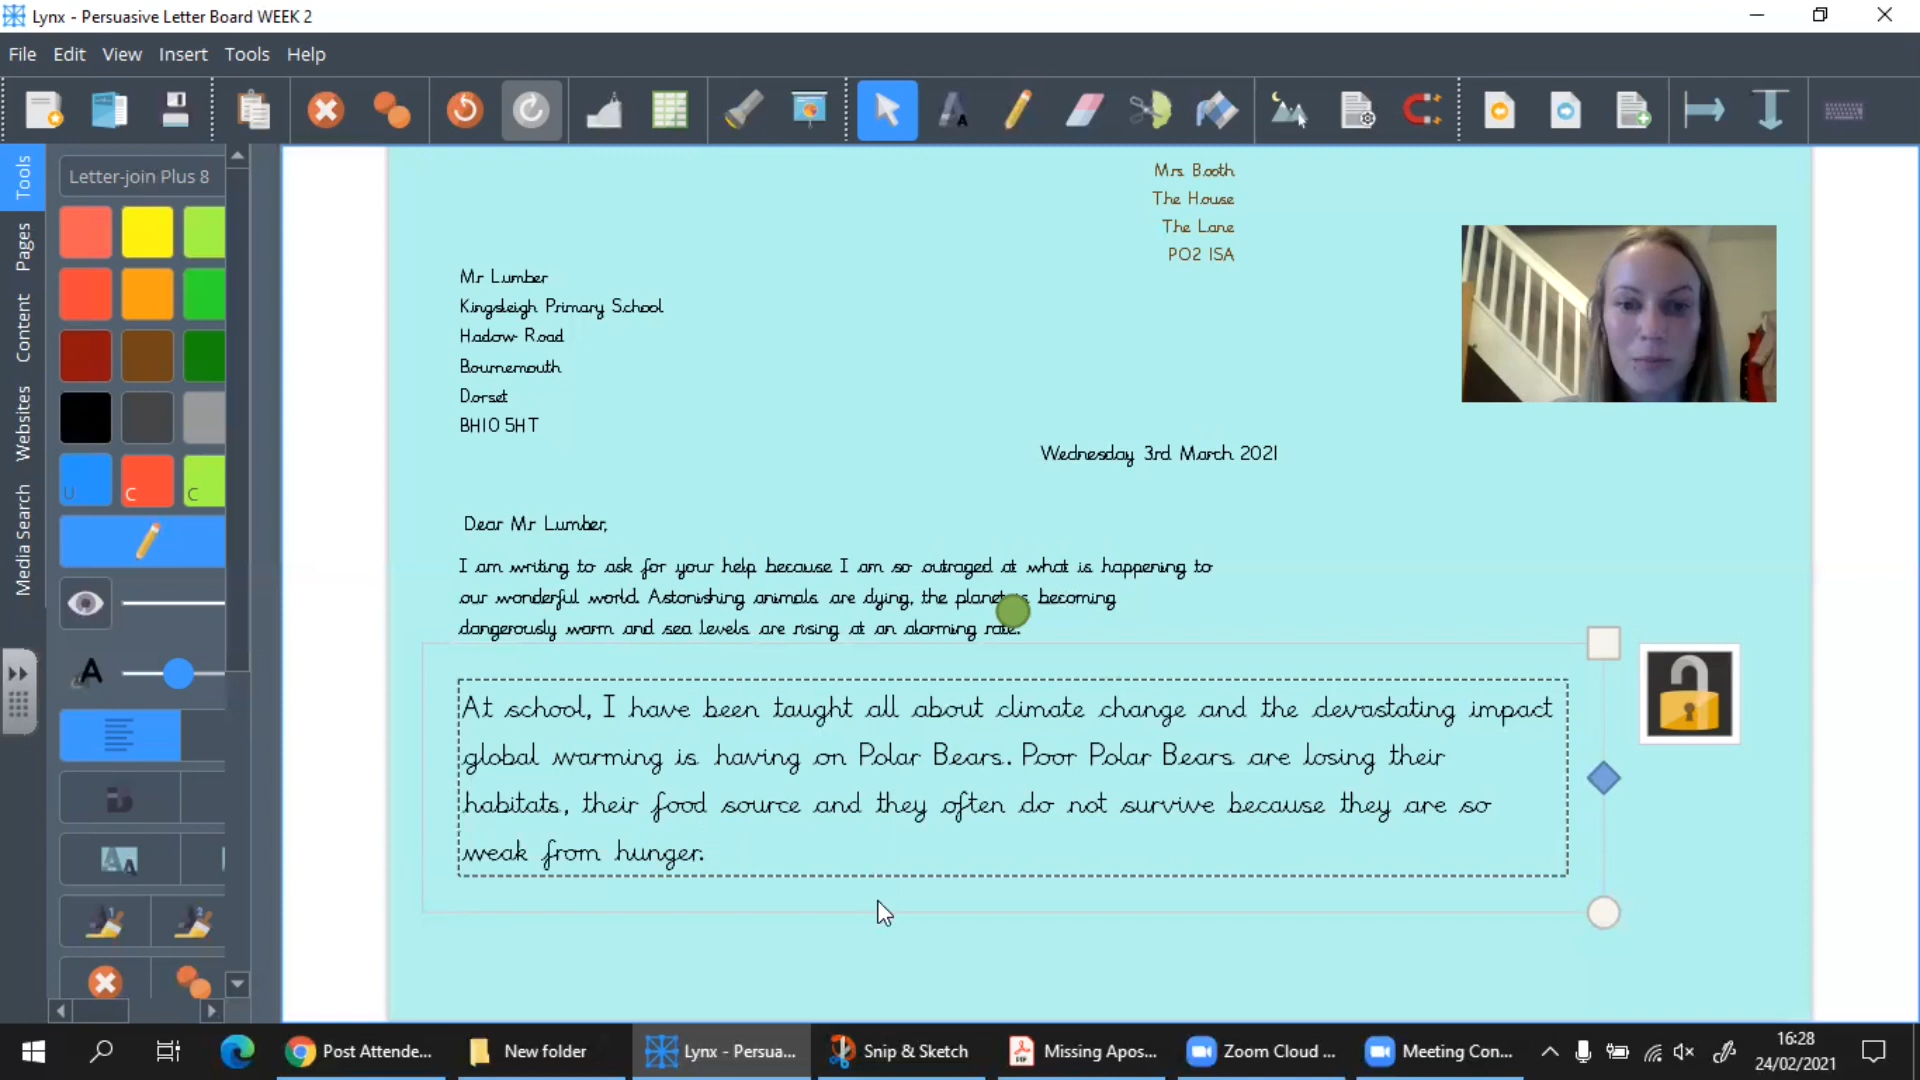 Lynx - Persuasive Letter Board WEEK 2
File Edit View Insert Tools Help
Tools
Pages
Content
Websites
Media Search
Letter-join Plus 8
U C C
Mrs Booth
The House
The Lane
PO2 1SA
Mr Lumber
Kingsleigh Primary School
Hadow Road
Bournemouth
Dorset
BH10 5HT
Wednesday 3rd March 2021
Dear Mr Lumber,
I am writing to ask for your help because I am so outraged at what is happening to
our wonderful world. Astonishing animals are dying, the planet becoming
dangerously warm and sea levels are rising at an alarming rate.
At school, I have been taught all about climate change and the devastating impact
global warming is having on Polar Bears. Poor Polar Bears are losing their
habitats, their food source and they often do not survive because they are so
weak from hunger.
Post Attende... New folder Lynx - Persua... Snip & Sketch Missing Apos... Zoom Cloud ... Meeting Con...
16:28
24/02/2021